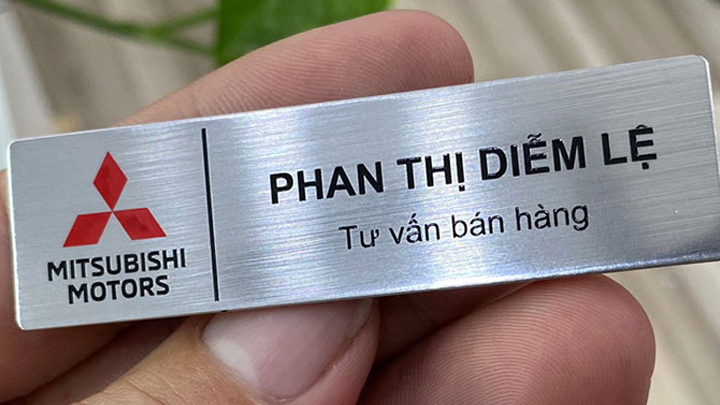 MITSUBISHI
MOTORS
PHAN THỊ DIỄM LỆ
Tư vấn bán hàng